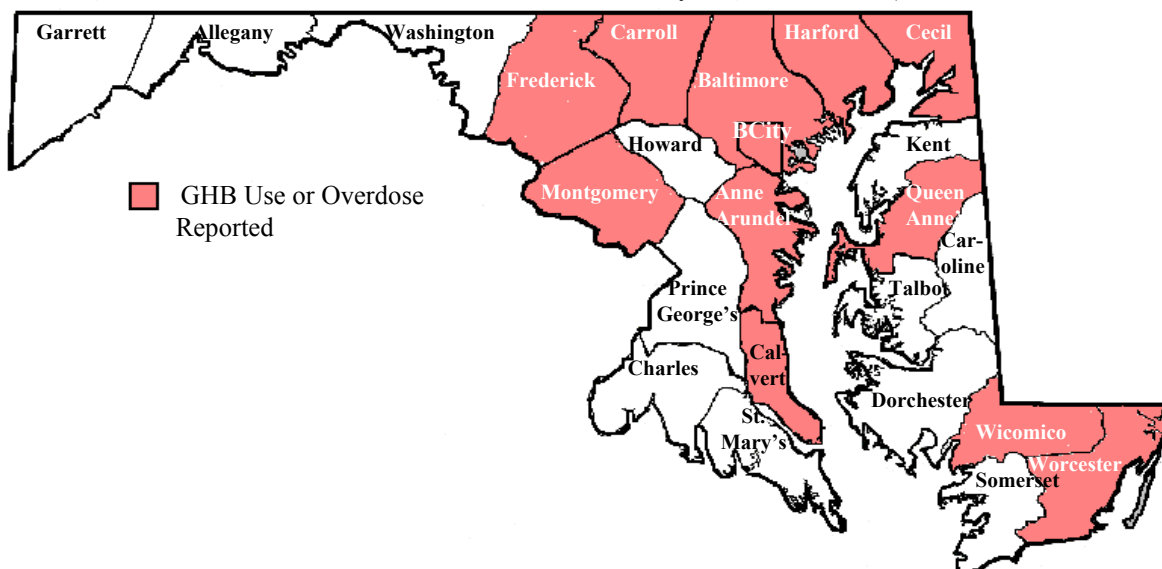 Garrett
Allegany
Washington
Carroll
Harford
Cecil
Frederick
Baltimore
BCity
Howard
Kent
Montgomery
Anne
Arundel
Queen
Anne'
GHB Use or Overdose
Reported
Car-
oline
Talbot
Prince
George's
Charles
Cal-
vert
St.
Mary's
Dorchester
Wicomico
Worcester
Somerset